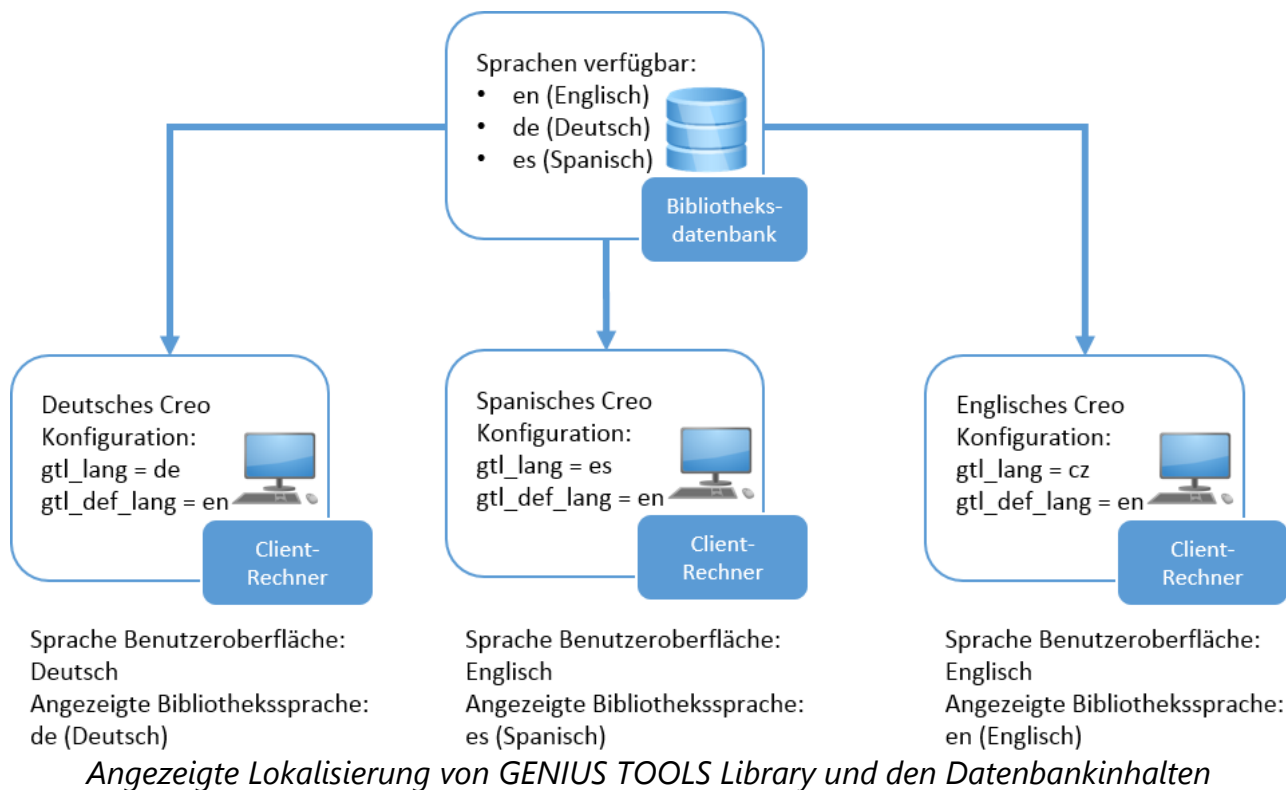 Sprachen verfügbar:
• en (Englisch)
• de (Deutsch)
• es (Spanisch)
Bibliotheks-
datenbank
Deutsches Creo
Konfiguration:
gtl_lang = de
gtl_def_lang = en
Client-
Rechner
Sprache Benutzeroberfläche:
Deutsch
Angezeigte Bibliothekssprache:
de (Deutsch)
Spanisches Creo
Konfiguration:
gtl_lang = es
gtl_def_lang = en
Client-
Rechner
Sprache Benutzeroberfläche:
Englisch
Angezeigte Bibliothekssprache:
es (Spanisch)
Englisches Creo
Konfiguration:
gtl_lang = cz
gtl_def_lang = en
Client-
Rechner
Sprache Benutzeroberfläche:
Englisch
Angezeigte Bibliothekssprache:
en (Englisch)
Angezeigte Lokalisierung von GENIUS TOOLS Library und den Datenbankinhalten